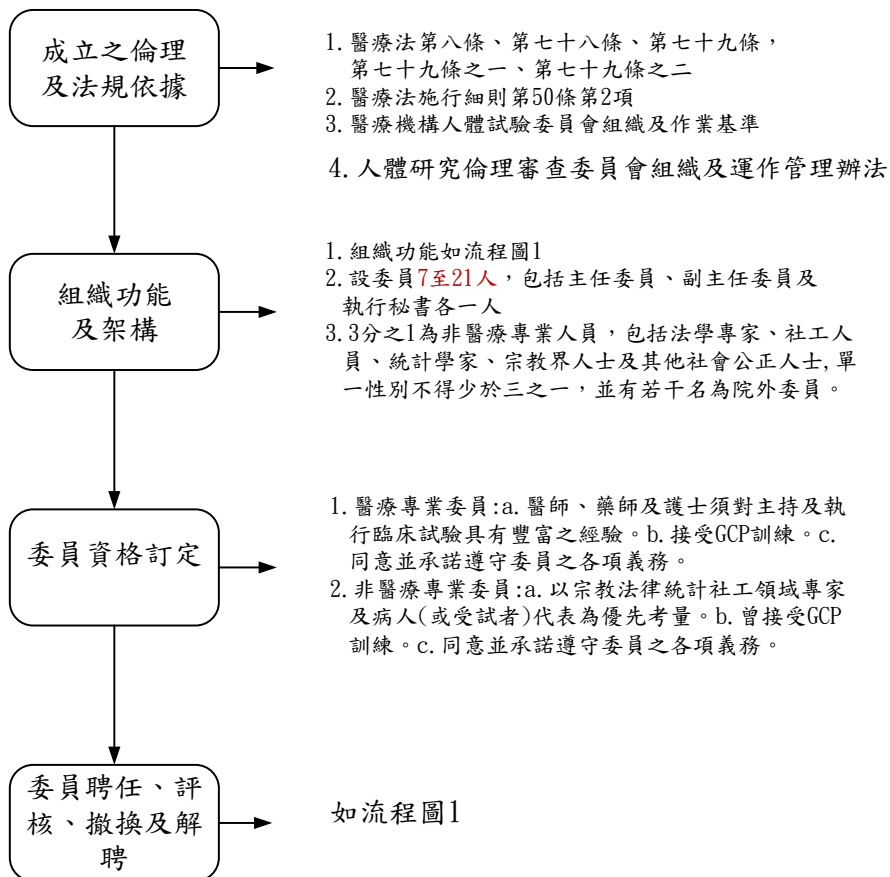 成立之倫理
及法規依據
1.醫療法第八條、第七十八條、第七十九條，
第七十九條之一、第七十九條之二
2.醫療法施行細則第50條第2項
3.醫療機構人體試驗委員會組織及作業基準
4.人體研究倫理審查委員會組織及運作管理辦法
組織功能
及架構
1.組織功能如流程圖1
2.設委員7至21人，包括主任委員、副主任委員及
執行秘書各一人
3.3分之1為非醫療專業人員，包括法學專家、社工人
員、統計學家、宗教界人士及其他社會公正人士,單
一性別不得少於三之一，並有若干名為院外委員。
委員資格訂定
1.醫療專業委員:a.醫師、藥師及護士須對主持及執
行臨床試驗具有豐富之經驗。b.接受GCP訓練。c.
同意並承諾遵守委員之各項義務。
2.非醫療專業委員:a.以宗教法律統計社工領域專家
及病人(或受試者)代表為優先考量。b.曾接受GCP
訓練。c.同意並承諾遵守委員之各項義務。
委員聘任、評
核、撤換及解
聘
如流程圖1